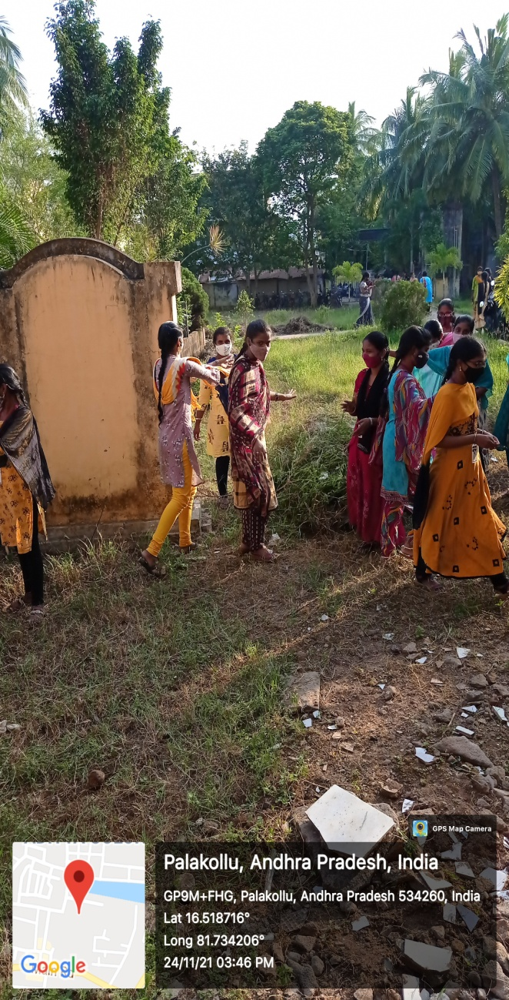 GPS Map Camera
Palakollu, Andhra Pradesh, India
GP9M+FHG, Palakollu, Andhra Pradesh 534260, India
Lat 16.518716°
Long 81.734206°
24/11/21 03:46 PM
Google